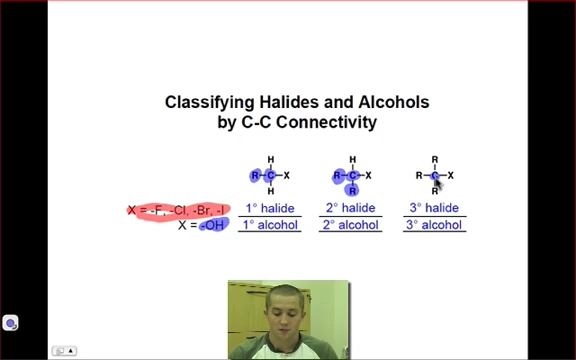 Classifying Halides and Alcohols
by C-C Connectivity
H H R
R-C-X R-C-X R-C-X
H R R
X = -F, -Cl, -Br, -I 1° halide 2° halide 3° halide
X = -OH 1° alcohol 2° alcohol 3° alcohol